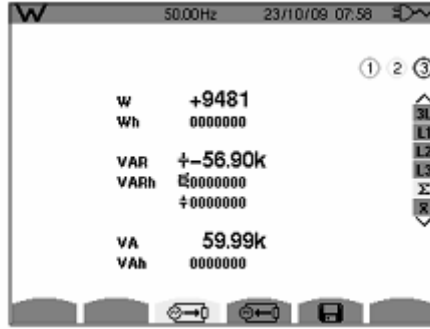 W 50.00Hz 23/10/09 07:58
1 2 3
W +9481
Wh 0000000
VAR -56.90k
VARh 0000000
0000000
VA 59.99k
VAh 0000000
3L
L1
L2
L3
Σ